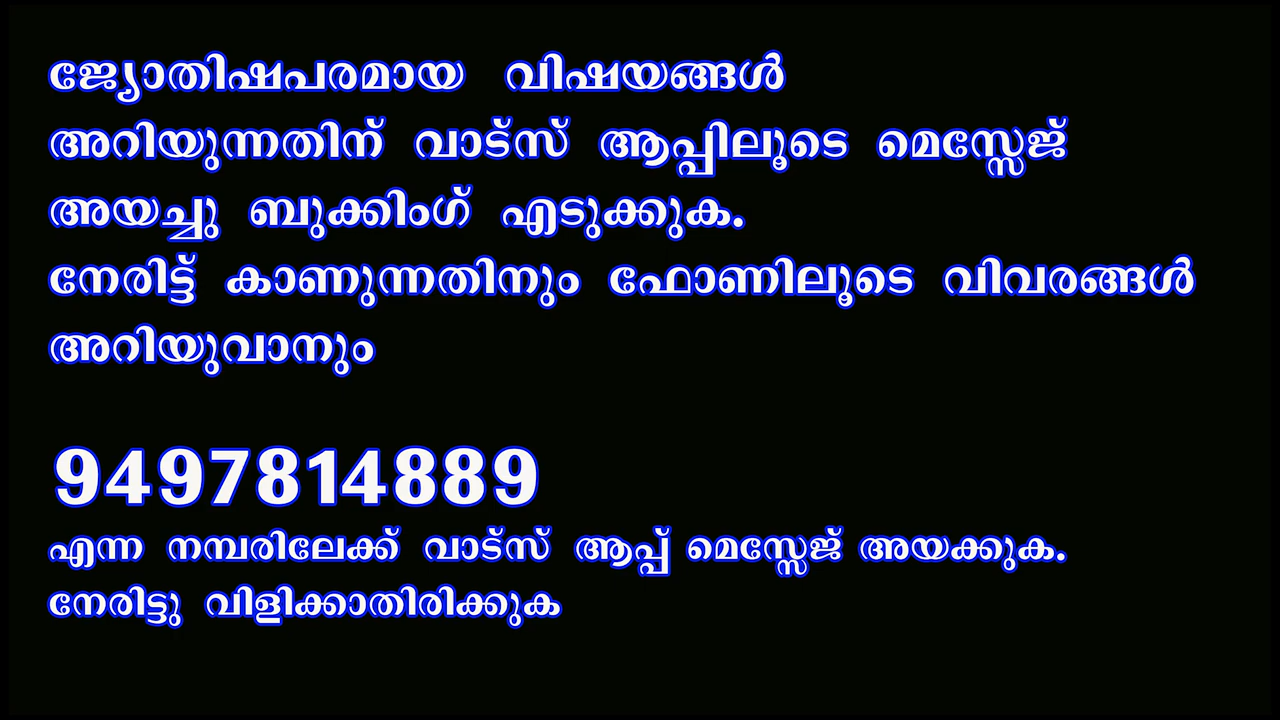 ജ്യോതിഷപരമായ വിഷയങ്ങൾ
അറിയുന്നതിന് വാട്സ് ആപ്പിലൂടെ മെസ്സേജ്
അയച്ചു ബുക്കിംഗ് എടുക്കുക.
നേരിട്ട് കാണുന്നതിനും ഫോണിലൂടെ വിവരങ്ങൾ
അറിയുവാനും
9497814889
എന്ന നമ്പരിലേക്ക് വാട്സ് ആപ്പ് മെസ്സേജ് അയക്കുക.
നേരിട്ടു വിളിക്കാതിരിക്കുക